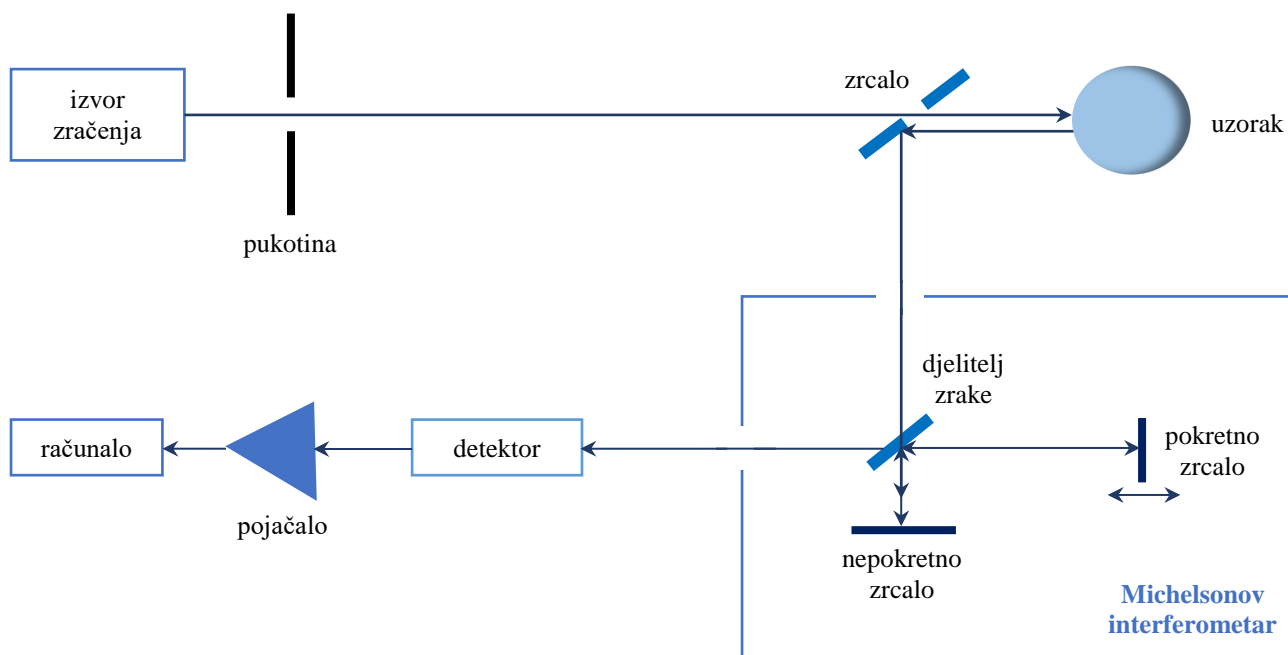 izvor
zračenja
pukotina
zrcalo
uzorak
djelitelj
zrake
računalo
pojačalo
detektor
pokretno
zrcalo
nepokretno
zrcalo
Michelsonov
interferometar